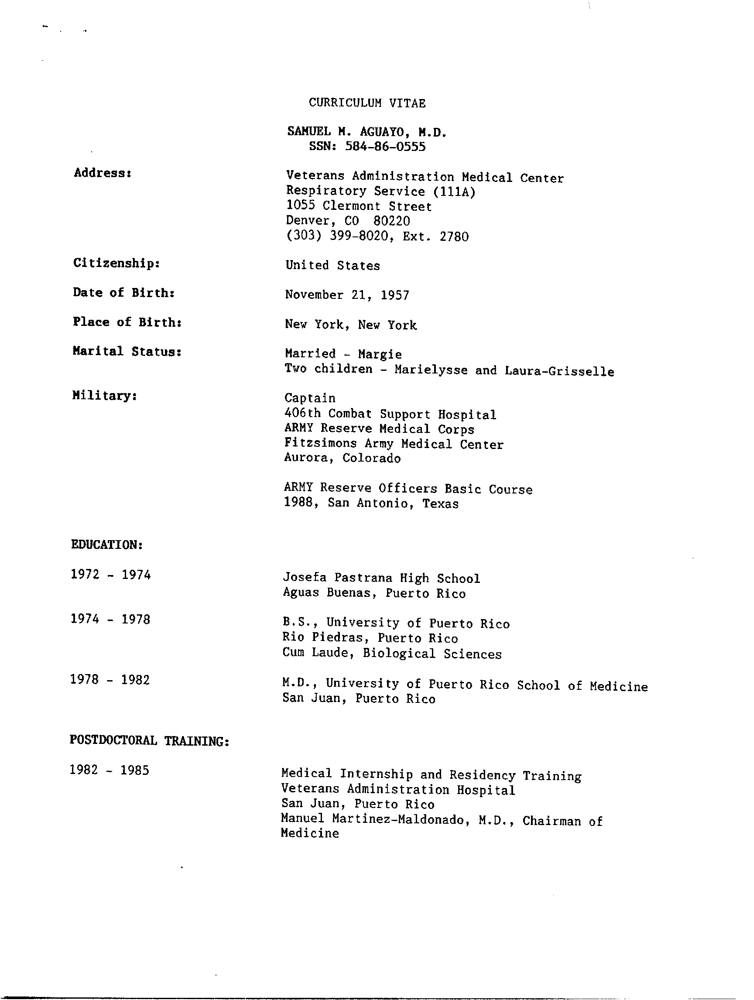 CURRICULUM VITAE
SAMUEL M. AGUAYO, M.D.
SSN: 584-86-0555
Address: Veterans Administration Medical Center
Respiratory Service (111A)
1055 Clermont Street
Denver, CO 80220
(303) 399-8020, Ext. 2780
Citizenship: United States
Date of Birth: November 21, 1957
Place of Birth: New York, New York
Marital Status: Married - Margie
Two children - Marielysse and Laura-Grisselle
Military: Captain
406th Combat Support Hospital
ARMY Reserve Medical Corps
Fitzsimons Army Medical Center
Aurora, Colorado
ARMY Reserve Officers Basic Course
1988, San Antonio, Texas
EDUCATION:
1972 - 1974 Josefa Pastrana High School
Aguas Buenas, Puerto Rico
1974 - 1978 B.S., University of Puerto Rico
Rio Piedras, Puerto Rico
Cum Laude, Biological Sciences
1978 - 1982 M.D., University of Puerto Rico School of Medicine
San Juan, Puerto Rico
POSTDOCTORAL TRAINING:
1982 - 1985 Medical Internship and Residency Training
Veterans Administration Hospital
San Juan, Puerto Rico
Manuel Martinez-Maldonado, M.D., Chairman of
Medicine